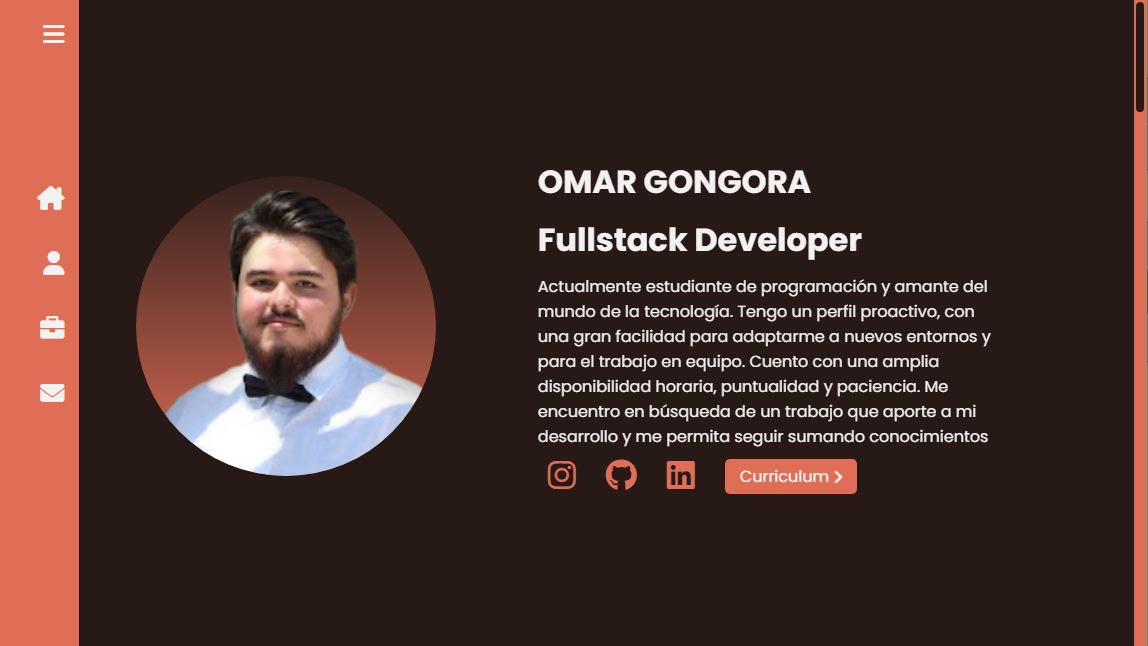 OMAR GONGORA
Fullstack Developer
Actualmente estudiante de programación y amante del
mundo de la tecnología. Tengo un perfil proactivo, con
una gran facilidad para adaptarme a nuevos entornos y
para el trabajo en equipo. Cuento con una amplia
disponibilidad horaria, puntualidad y paciencia. Me
encuentro en búsqueda de un trabajo que aporte a mi
desarrollo y me permita seguir sumando conocimientos
Curriculum